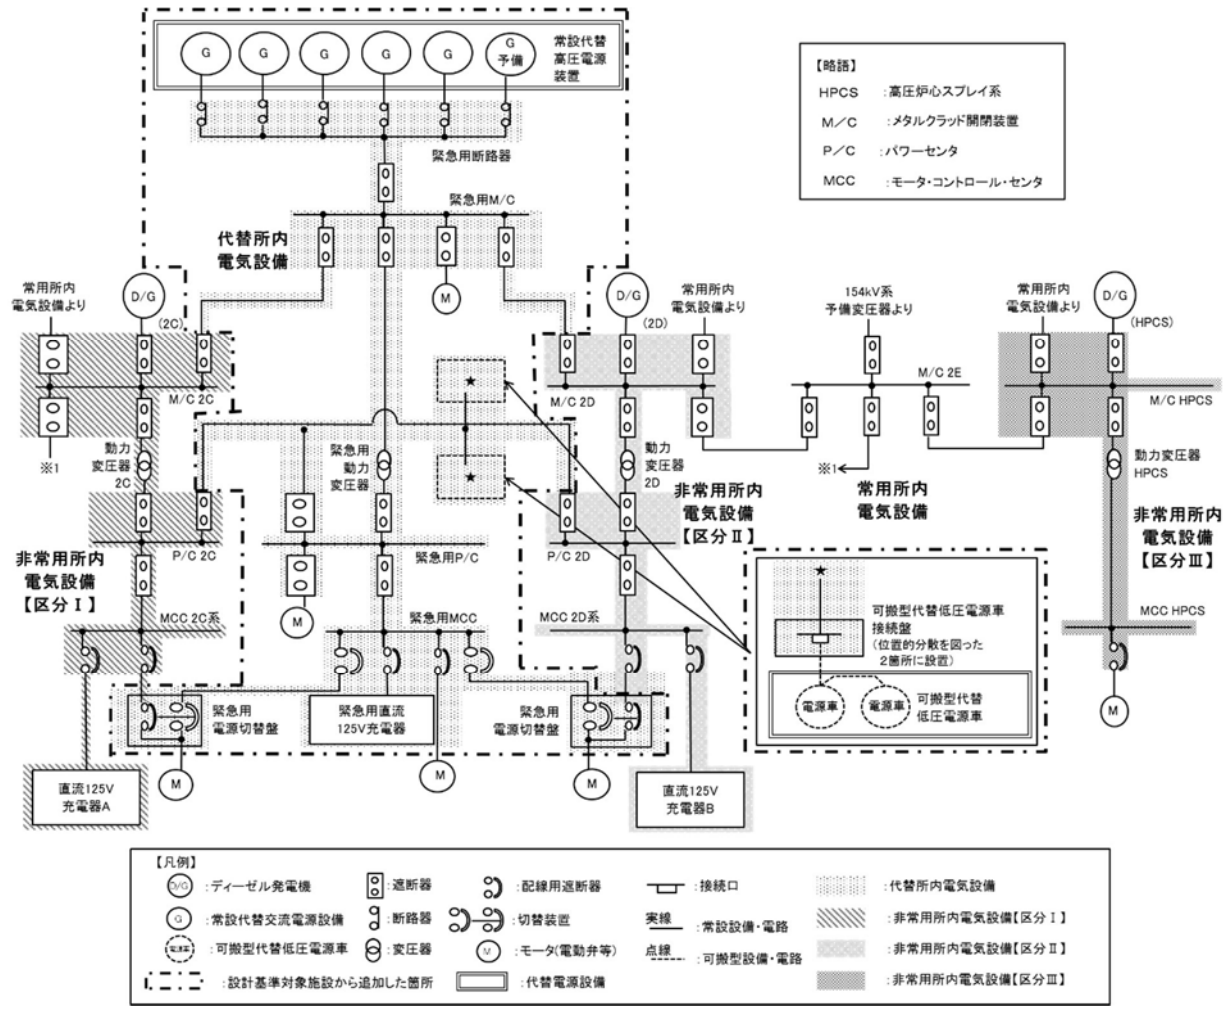 G
G
G
G
G
G
予備
常設代替
高圧電源
装置
緊急用断路器
緊急用M/C
代替所内
電気設備
M
【略語】
HPCS :高圧炉心スプレイ系
M/C :メタルクラッド開閉装置
P/C :パワーセンタ
MCC :モータ・コントロール・センタ
常用所内
電気設備より
D/G
(2C)
M/C 2C
※1
動力
変圧器
2C
P/C 2C
非常用所内
電気設備
【区分Ⅰ】
MCC 2C系
緊急用
動力
変圧器
緊急用P/C
M
緊急用MCC
★
★
D/G
(2D)
常用所内
電気設備より
M/C 2D
動力
変圧器
2D
非常用所内
電気設備
【区分Ⅱ】
P/C 2D
MCC 2D系
154kV系
予備変圧器より
M/C 2E
※1
常用所内
電気設備
常用所内
電気設備より
D/G
(HPCS)
M/C HPCS
動力変圧器
HPCS
非常用所内
電気設備
【区分Ⅲ】
MCC HPCS
M
緊急用
電源切替盤
緊急用直流
125V充電器
緊急用
電源切替盤
M
M
M
直流125V
充電器A
直流125V
充電器B
★
可搬型代替低圧電源車
接続盤
(位置的分散を図った
2箇所に設置)
電源車
電源車
可搬型代替
低圧電源車
【凡例】
D/G :ディーゼル発電機
:遮断器
:配線用遮断器
:接続口
:代替所内電気設備
G :常設代替交流電源設備
:断路器
:切替装置
実線 :常設設備・電路
:非常用所内電気設備【区分Ⅰ】
電源車 :可搬型代替低圧電源車
:変圧器
M :モータ(電動弁等)
点線 :可搬型設備・電路
:非常用所内電気設備【区分Ⅱ】
:設計基準対象施設から追加した箇所
:代替電源設備
:非常用所内電気設備【区分Ⅲ】